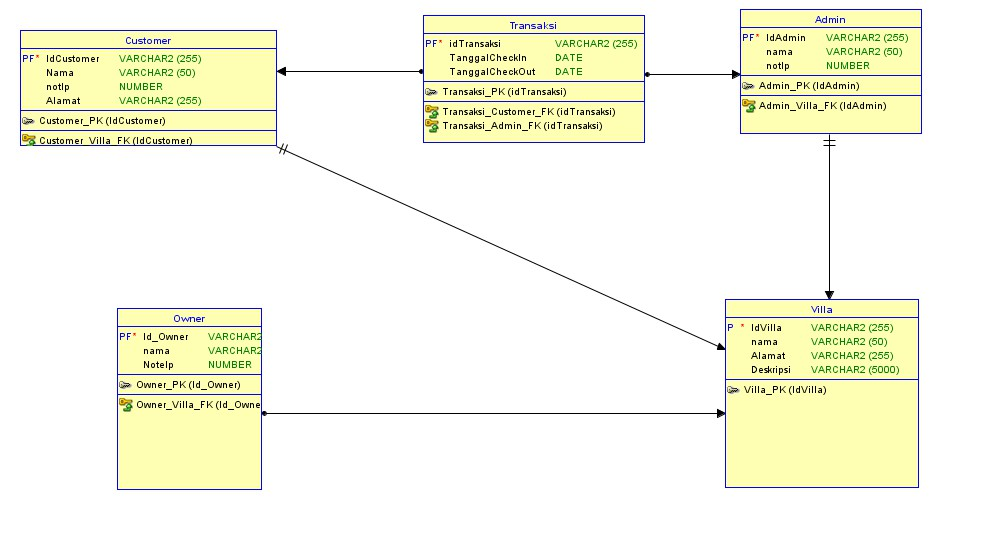 Customer
PF* IdCustomer VARCHAR2 (255)
Nama VARCHAR2 (50)
notlp NUMBER
Alamat VARCHAR2 (255)
Customer_PK (IdCustomer)
Customer_Villa_FK (IdCustomer)
Transaksi
PF* idTransaksi VARCHAR2 (255)
TanggalCheckIn DATE
TanggalCheckOut DATE
Transaksi_PK (idTransaksi)
Transaksi_Customer_FK (idTransaksi)
Transaksi_Admin_FK (idTransaksi)
Admin
PF* IdAdmin VARCHAR2 (255)
nama VARCHAR2 (50)
notlp NUMBER
Admin_PK (IdAdmin)
Admin_Villa_FK (IdAdmin)
Owner
PF* Id_Owner VARCHAR2
nama VARCHAR2
Notelp NUMBER
Owner_PK (Id_Owner)
Owner_Villa_FK (Id_Owne
Villa
P * IdVilla VARCHAR2 (255)
nama VARCHAR2 (50)
Alamat VARCHAR2 (255)
Deskripsi VARCHAR2 (5000)
Villa_PK (IdVilla)